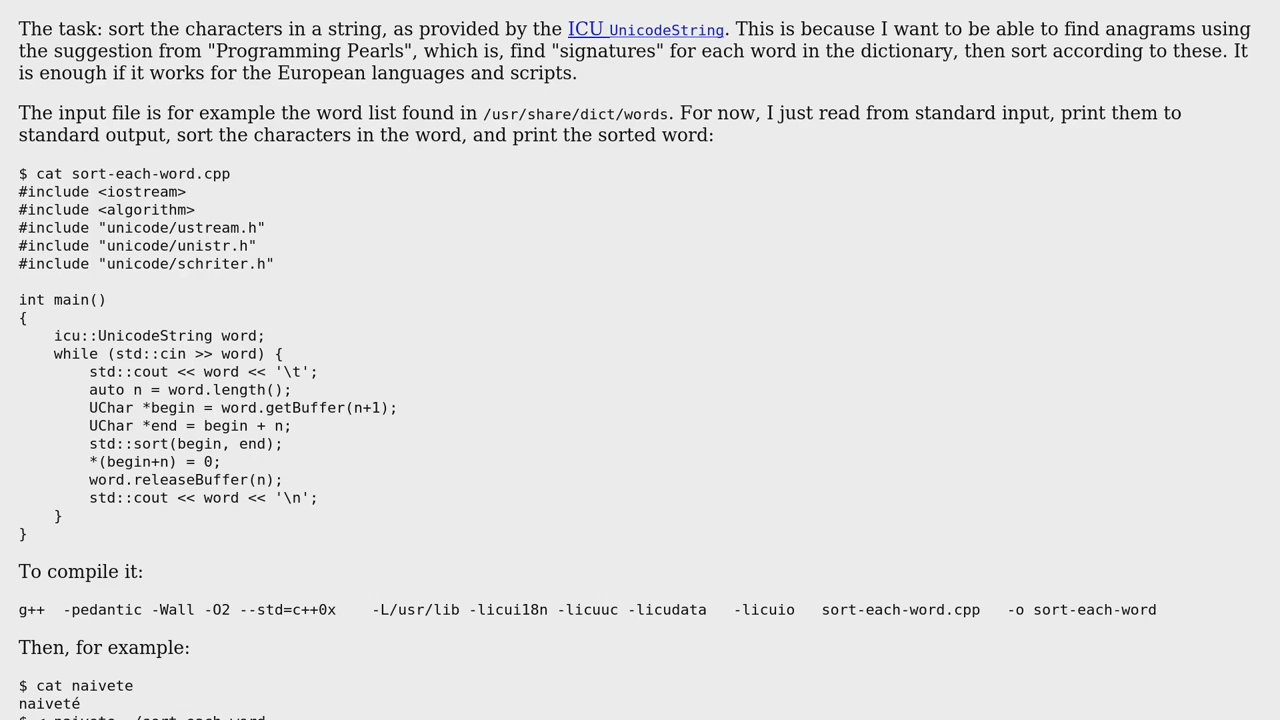 The task: sort the characters in a string, as provided by the ICU UnicodeString. This is because I want to be able to find anagrams using
the suggestion from "Programming Pearls", which is, find "signatures" for each word in the dictionary, then sort according to these. It
is enough if it works for the European languages and scripts.
The input file is for example the word list found in /usr/share/dict/words. For now, I just read from standard input, print them to
standard output, sort the characters in the word, and print the sorted word:
$ cat sort-each-word.cpp
#include <iostream>
#include <algorithm>
#include "unicode/ustream.h"
#include "unicode/unistr.h"
#include "unicode/schriter.h"
int main()
{
    icu::UnicodeString word;
    while (std::cin >> word) {
        std::cout << word << '\t';
        auto n = word.length();
        UChar *begin = word.getBuffer(n+1);
        UChar *end = begin + n;
        std::sort(begin, end);
        *(begin+n) = 0;
        word.releaseBuffer(n);
        std::cout << word << '\n';
    }
}
To compile it:
g++  -pedantic -Wall -O2 --std=c++0x    -L/usr/lib -licui18n -licuuc -licudata   -licuio   sort-each-word.cpp   -o sort-each-word
Then, for example:
$ cat naivete
naiveté